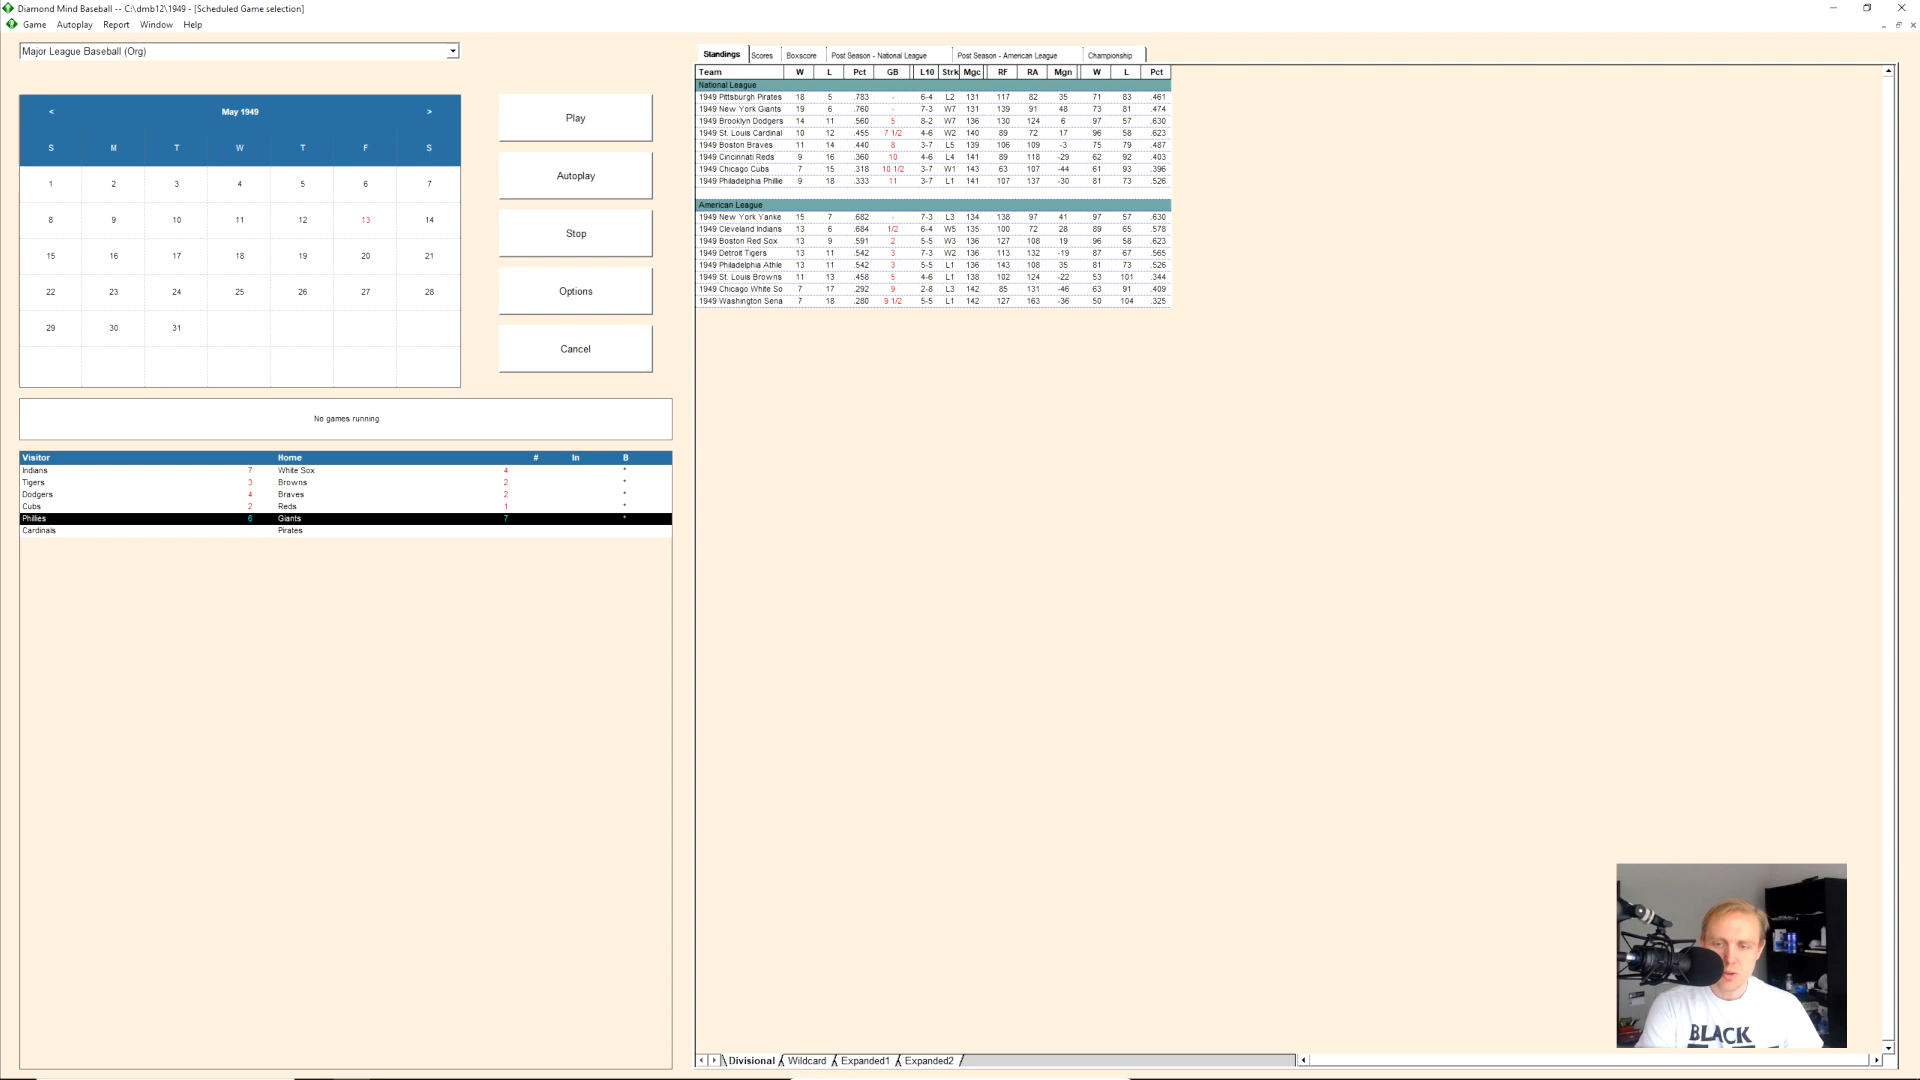 Diamond Mind Baseball -- C:\dmb12\1949 - [Scheduled Game selection]
Game Autoplay Report Window Help
Major League Baseball (Org)
< May 1949 >
S M T W T F S
1 2 3 4 5 6 7
8 9 10 11 12 13 14
15 16 17 18 19 20 21
22 23 24 25 26 27 28
29 30 31
Play
Autoplay
Stop
Options
Cancel
No games running
Visitor Home # In B
Indians 7 White Sox 4 *
Tigers 3 Browns 2 *
Dodgers 4 Braves 2 *
Cubs 2 Reds 1 *
Phillies 6 Giants 7 *
Cardinals Pirates
Standings Scores Boxscore Post Season - National League Post Season - American League Championship
Team W L Pct GB L10 Strk Mgc RF RA Mgn W L Pct
National League
1949 Pittsburgh Pirates 18 5 .783 - 6-4 L2 131 117 82 35 71 83 .461
1949 New York Giants 19 6 .760 - 7-3 W7 131 139 91 48 73 81 .474
1949 Brooklyn Dodgers 14 11 .560 5 8-2 W7 136 130 124 6 97 57 .630
1949 St. Louis Cardinal 10 12 .455 7 1/2 4-6 W2 140 89 72 17 96 58 .623
1949 Boston Braves 11 14 .440 8 3-7 L5 139 106 109 -3 75 79 .487
1949 Cincinnati Reds 9 16 .360 10 4-6 L4 141 89 118 -29 62 92 .403
1949 Chicago Cubs 7 15 .318 10 1/2 3-7 W1 143 63 107 -44 61 93 .396
1949 Philadelphia Phillie 9 18 .333 11 3-7 L1 141 107 137 -30 81 73 .526
American League
1949 New York Yanke 15 7 .682 - 7-3 L3 134 138 97 41 97 57 .630
1949 Cleveland Indians 13 6 .684 1/2 6-4 W5 135 100 72 28 89 65 .578
1949 Boston Red Sox 13 9 .591 2 5-5 W3 136 127 108 19 96 58 .623
1949 Detroit Tigers 13 11 .542 3 7-3 W2 136 113 132 -19 87 67 .565
1949 Philadelphia Athle 13 11 .542 3 5-5 L1 136 143 108 35 81 73 .526
1949 St. Louis Browns 11 13 .458 5 4-6 L1 138 102 124 -22 53 101 .344
1949 Chicago White So 7 17 .292 9 2-8 L3 142 85 131 -46 63 91 .409
1949 Washington Sena 7 18 .280 9 1/2 5-5 L1 142 127 163 -36 50 104 .325
BLACK
Divisional Wildcard Expanded1 Expanded2